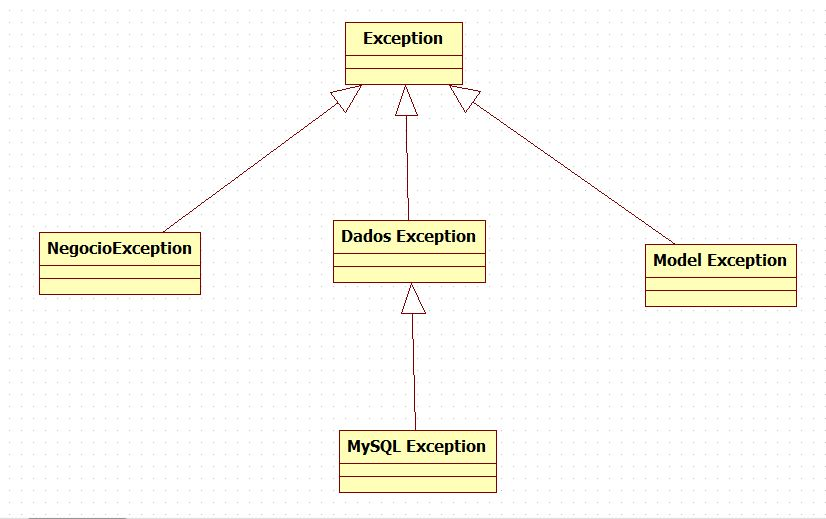 Exception
NegocioException
Dados Exception
Model Exception
MySQL Exception